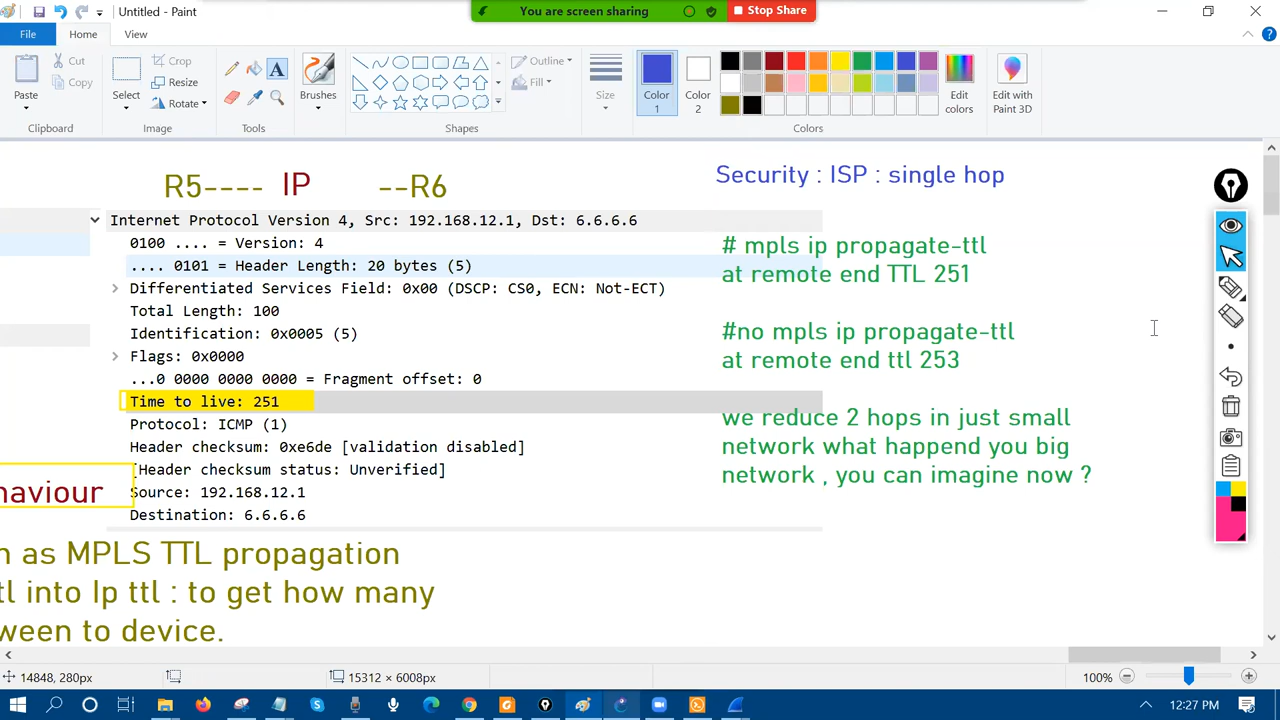 Untitled - Paint
You are screen sharing
Stop Share
File
Home
View
Paste
Cut
Copy
Clipboard
Select
Crop
Resize
Rotate
Image
A
Tools
Brushes
Outline
Fill
Shapes
Size
Color
1
Color
2
Edit
colors
Colors
Edit with
Paint 3D
R5---- IP --R6
Internet Protocol Version 4, Src: 192.168.12.1, Dst: 6.6.6.6
0100 .... = Version: 4
.... 0101 = Header Length: 20 bytes (5)
Differentiated Services Field: 0x00 (DSCP: CS0, ECN: Not-ECT)
Total Length: 100
Identification: 0x0005 (5)
Flags: 0x0000
...0 0000 0000 0000 = Fragment offset: 0
Time to live: 251
Protocol: ICMP (1)
Header checksum: 0xe6de [validation disabled]
[Header checksum status: Unverified]
Source: 192.168.12.1
Destination: 6.6.6.6
haviour
n as MPLS TTL propagation
tl into Ip ttl : to get how many
ween to device.
Security : ISP : single hop
# mpls ip propagate-ttl
at remote end TTL 251
#no mpls ip propagate-ttl
at remote end ttl 253
we reduce 2 hops in just small
network what happend you big
network , you can imagine now ?
14848, 280px
15312 × 6008px
100%
12:27 PM